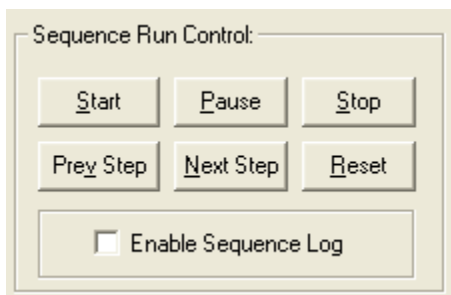 Sequence Run Control:
Start Pause Stop
Prev Step Next Step Reset
Enable Sequence Log